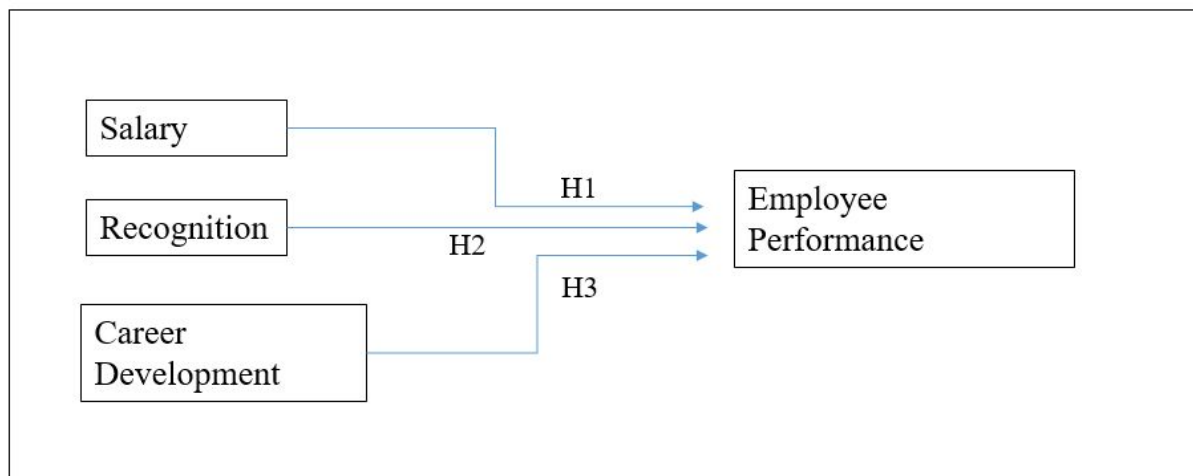 Salary
H1
Employee
Performance
Recognition
H2
H3
Career
Development